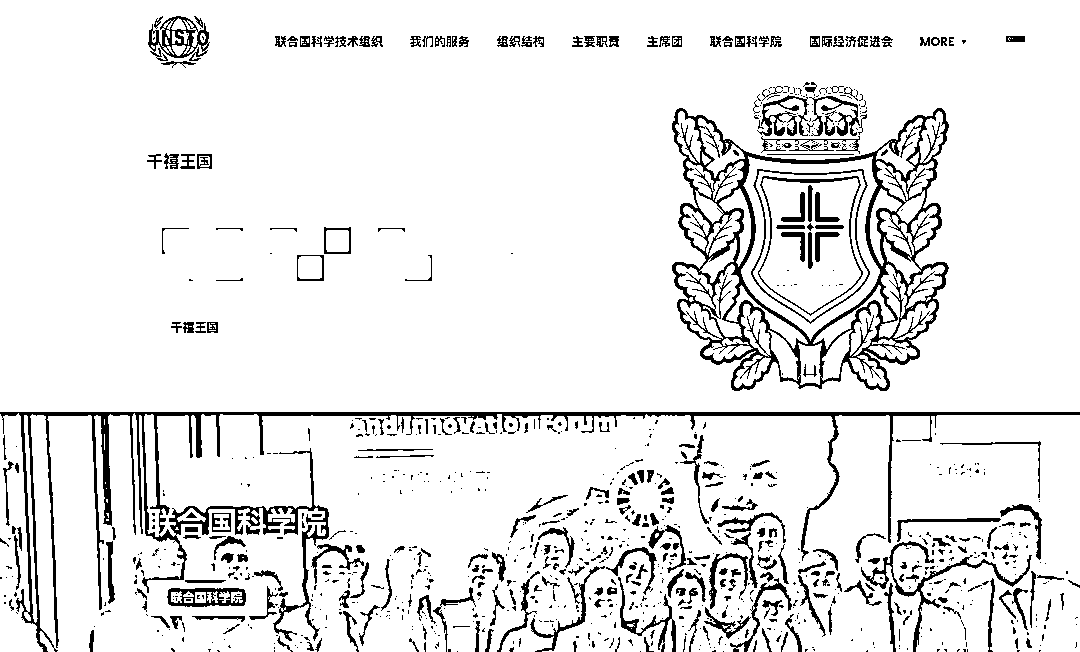 UNSTO
联合国科学技术组织
我们的服务
组织结构
主要职责
主席团
联合国科学院
国际经济促进会
MORE
千禧王国
千禧王国
and Innovation Forum
联合国科学院
联合国科学院